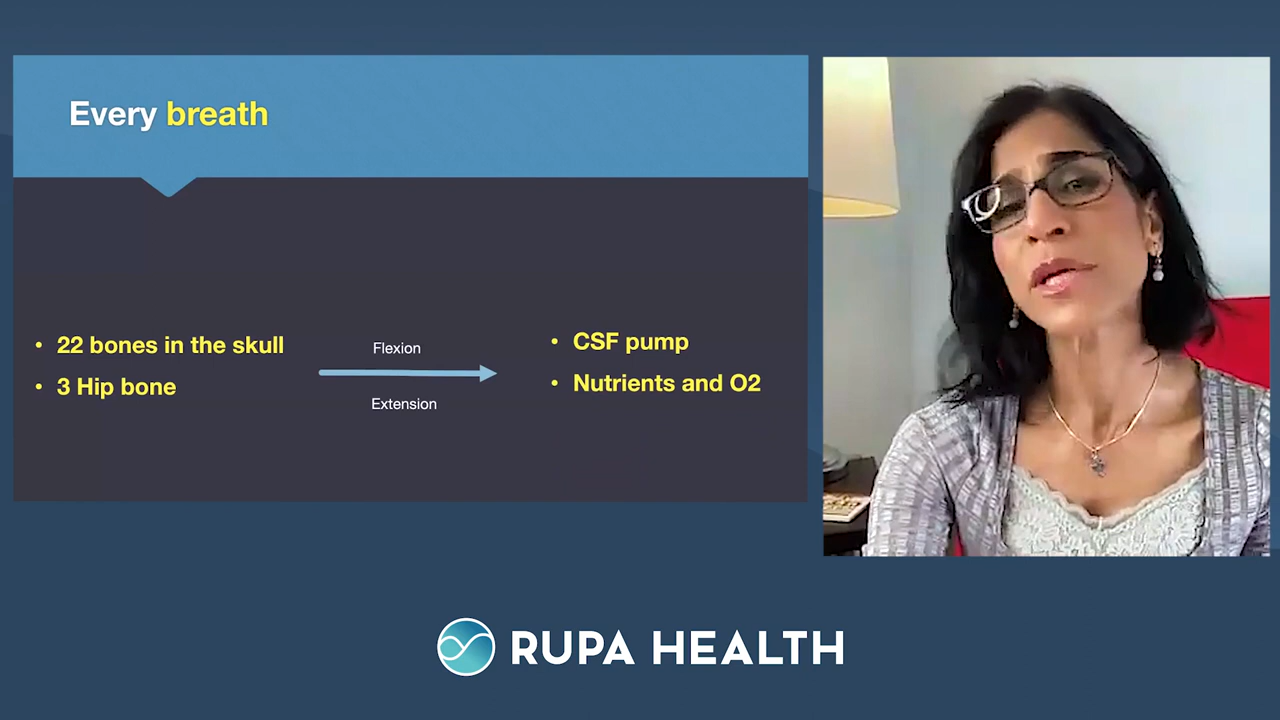 Every breath
• 22 bones in the skull
• 3 Hip bone
Flexion
Extension
• CSF pump
• Nutrients and O2
RUPA HEALTH